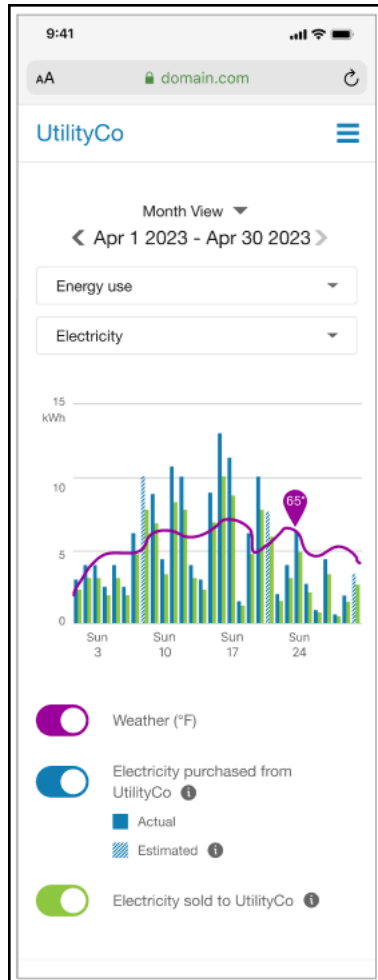 9:41
AA domain.com
UtilityCo
Month View
Apr 1 2023 - Apr 30 2023
Energy use
Electricity
15
kWh
10
65°
5
0
Sun Sun Sun Sun
3 10 17 24
Weather (°F)
Electricity purchased from
UtilityCo i
Actual
Estimated i
Electricity sold to UtilityCo i